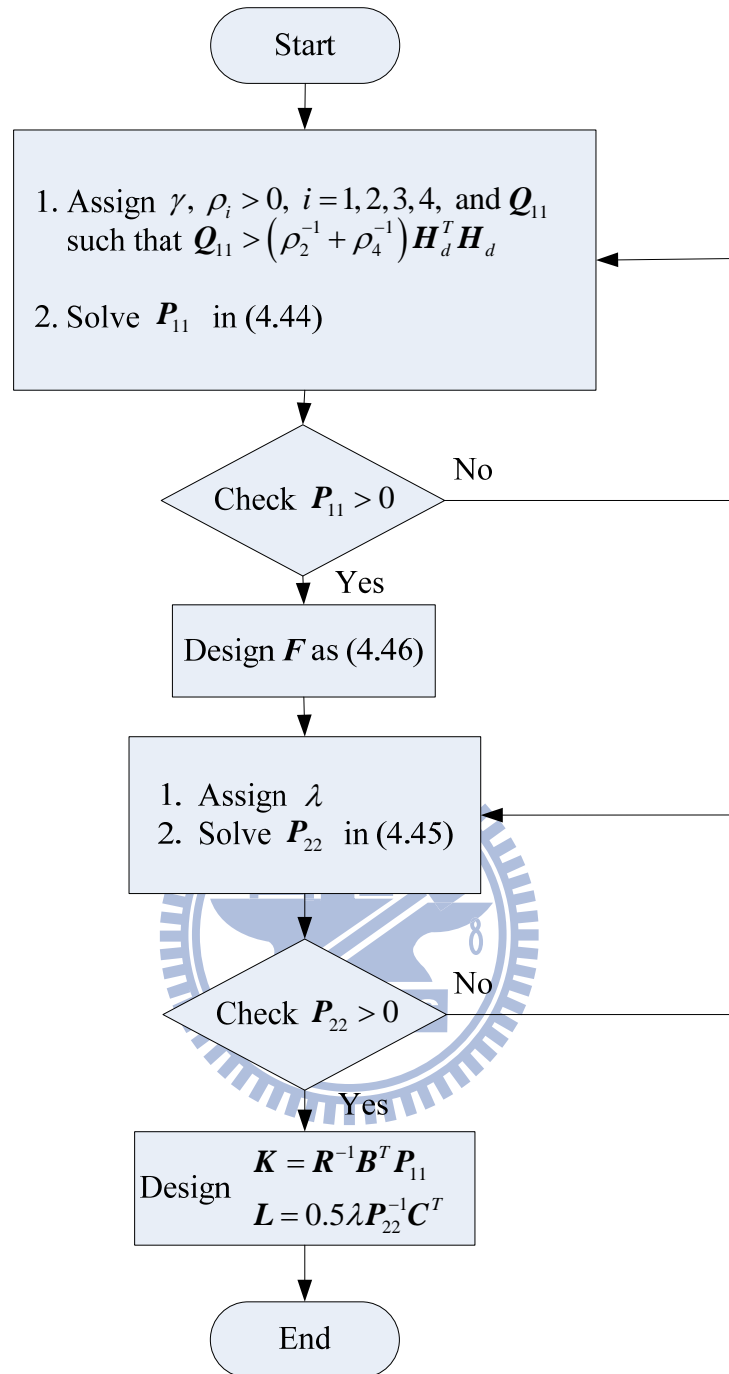 Start
1. Assign γ, ρ_i > 0, i = 1, 2, 3, 4, and Q_11
such that Q_11 > (ρ_2^{-1} + ρ_4^{-1}) H_d^T H_d
2. Solve P_11 in (4.44)
Check P_11 > 0
No
Yes
Design F as (4.46)
1. Assign λ
2. Solve P_22 in (4.45)
Check P_22 > 0
No
Yes
Design
K = R^{-1} B^T P_11
L = 0.5λ P_22^{-1} C^T
End